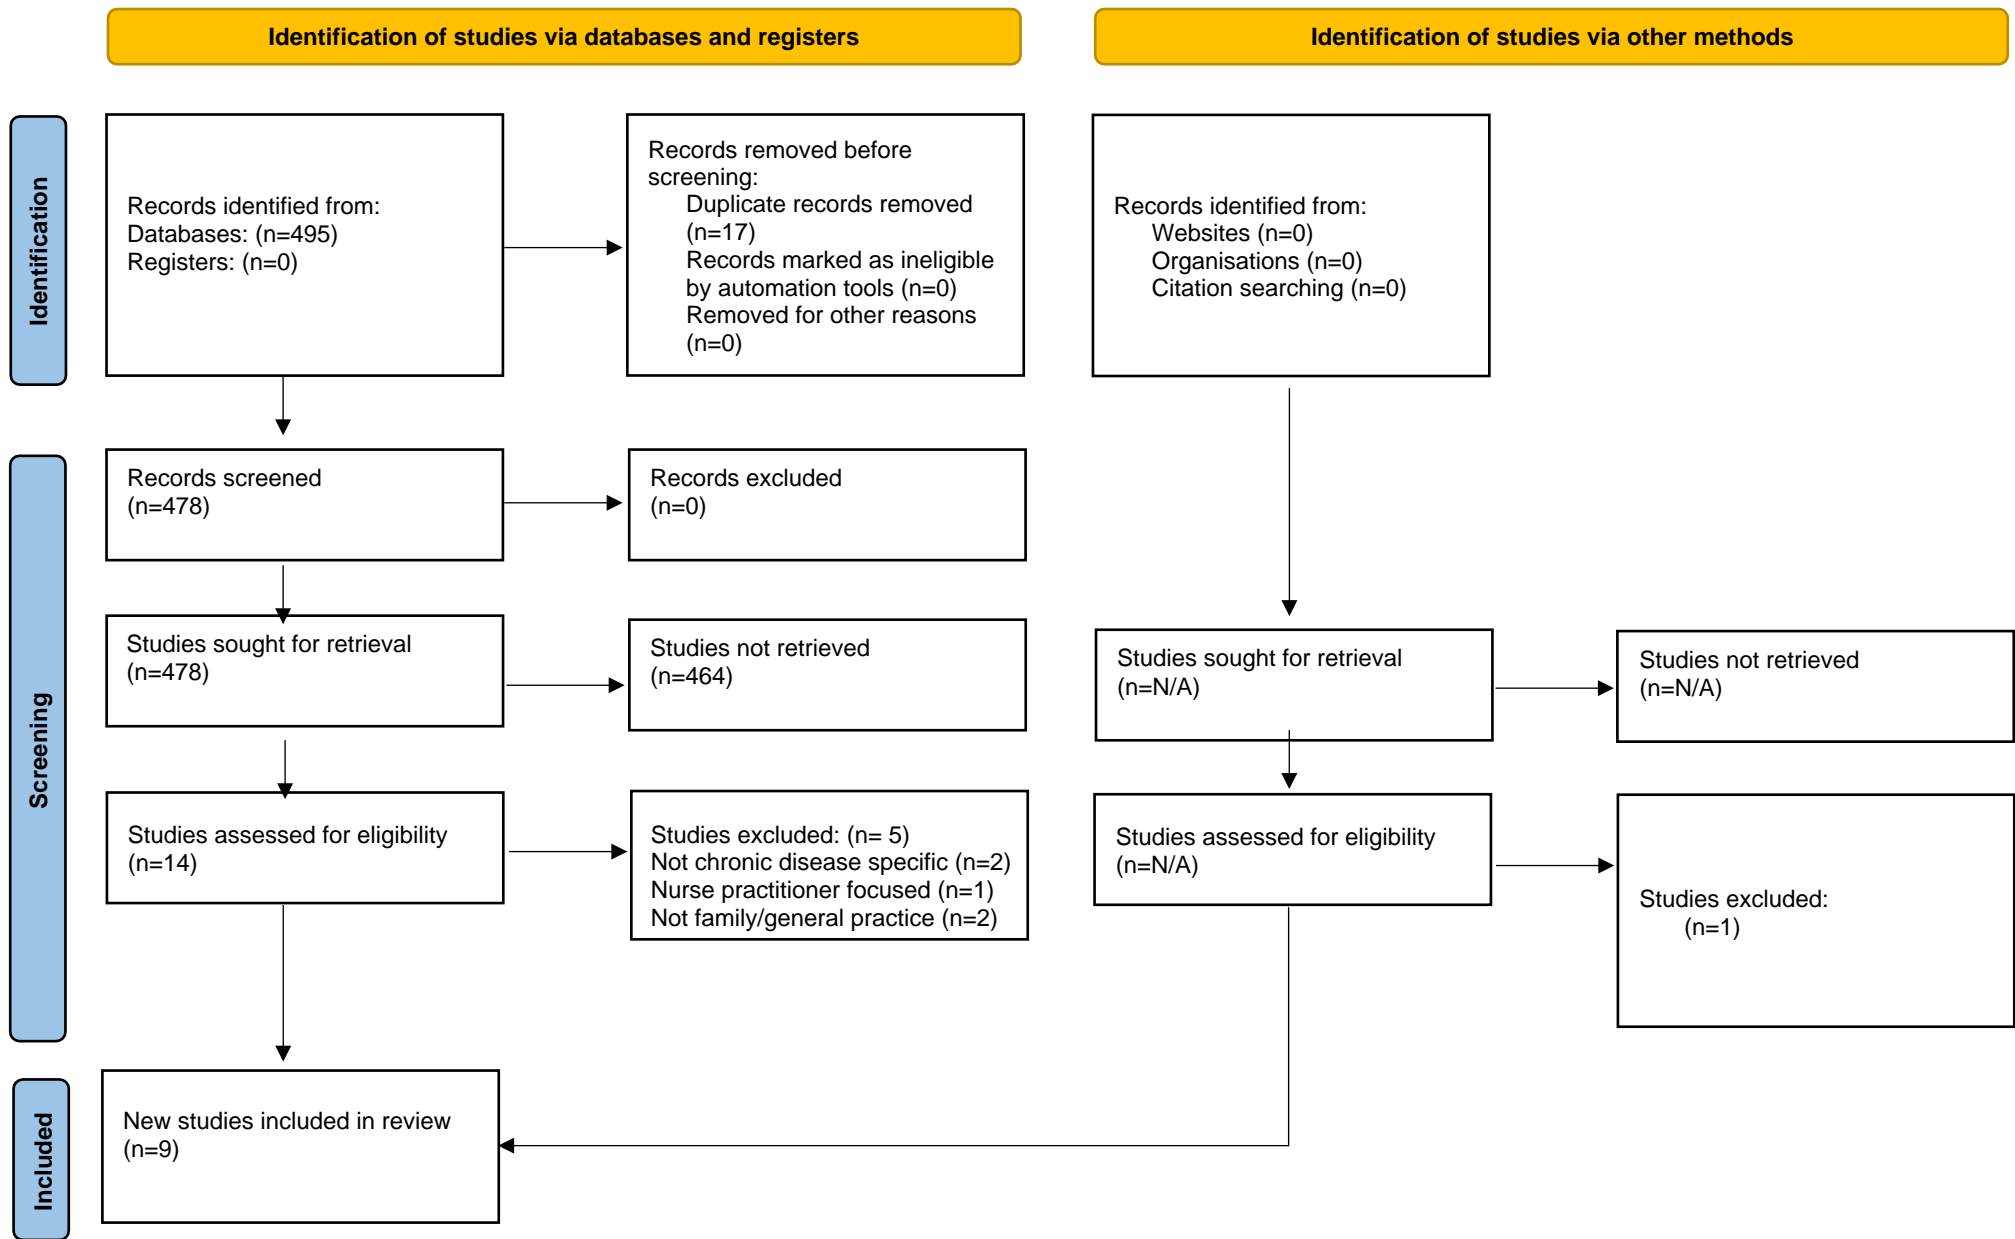 Identification of studies via databases and registers
Identification of studies via other methods
Identification
Records identified from:
Databases: (n=495)
Registers: (n=0)
Records removed before
screening:
Duplicate records removed
(n=17)
Records marked as ineligible
by automation tools (n=0)
Removed for other reasons
(n=0)
Records identified from:
Websites (n=0)
Organisations (n=0)
Citation searching (n=0)
Screening
Records screened
(n=478)
Records excluded
(n=0)
Studies sought for retrieval
(n=478)
Studies not retrieved
(n=464)
Studies sought for retrieval
(n=N/A)
Studies not retrieved
(n=N/A)
Studies assessed for eligibility
(n=14)
Studies excluded: (n= 5)
Not chronic disease specific (n=2)
Nurse practitioner focused (n=1)
Not family/general practice (n=2)
Studies assessed for eligibility
(n=N/A)
Studies excluded:
(n=1)
Included
New studies included in review
(n=9)